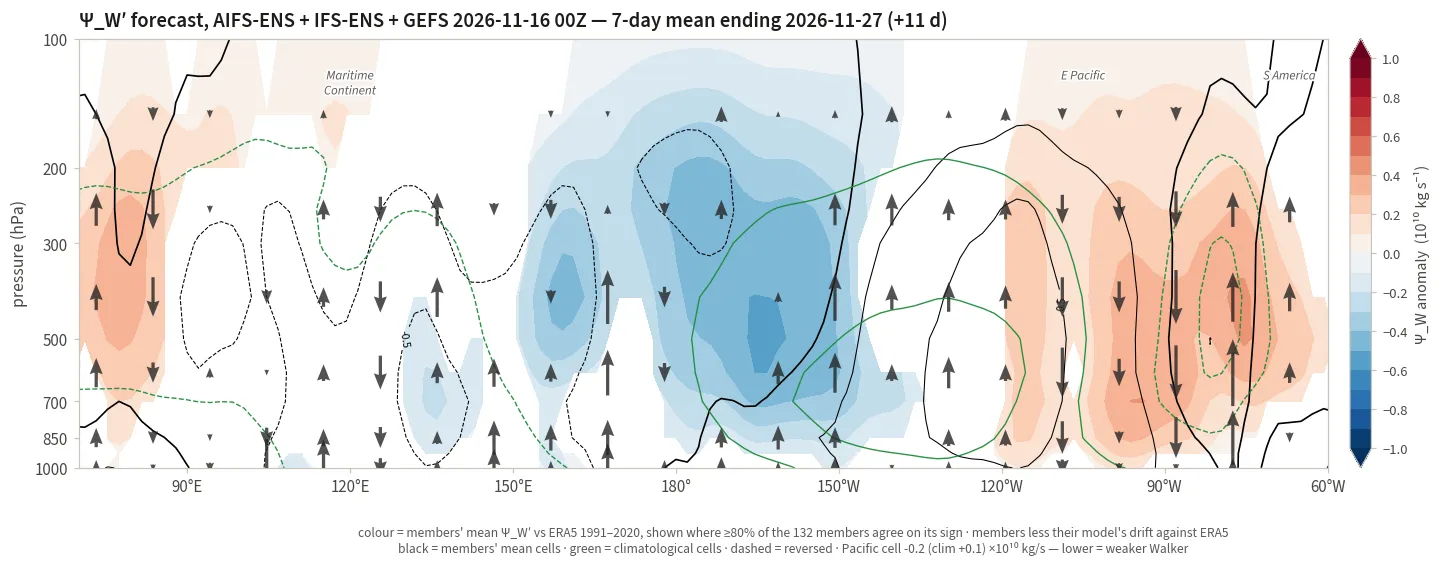 Ψ_W′ forecast, AIFS-ENS + IFS-ENS + GEFS 2026-11-16 00Z — 7-day mean ending 2026-11-27 (+11 d)
100
200
300
400
500
700
850
1000
pressure (hPa)
Maritime
Continent
E Pacific
S America
-0.5
90°E
120°E
150°E
180°
150°W
120°W
90°W
60°W
1.0
0.8
0.6
0.4
0.2
0.0
−0.2
−0.4
−0.6
−0.8
−1.0
Ψ_W anomaly (10¹⁰ kg s⁻¹)
colour = members' mean Ψ_W′ vs ERA5 1991–2020, shown where ≥80% of the 132 members agree on its sign · members less their model's drift against ERA5
black = members' mean cells · green = climatological cells · dashed = reversed · Pacific cell -0.2 (clim +0.1) ×10¹⁰ kg/s — lower = weaker Walker